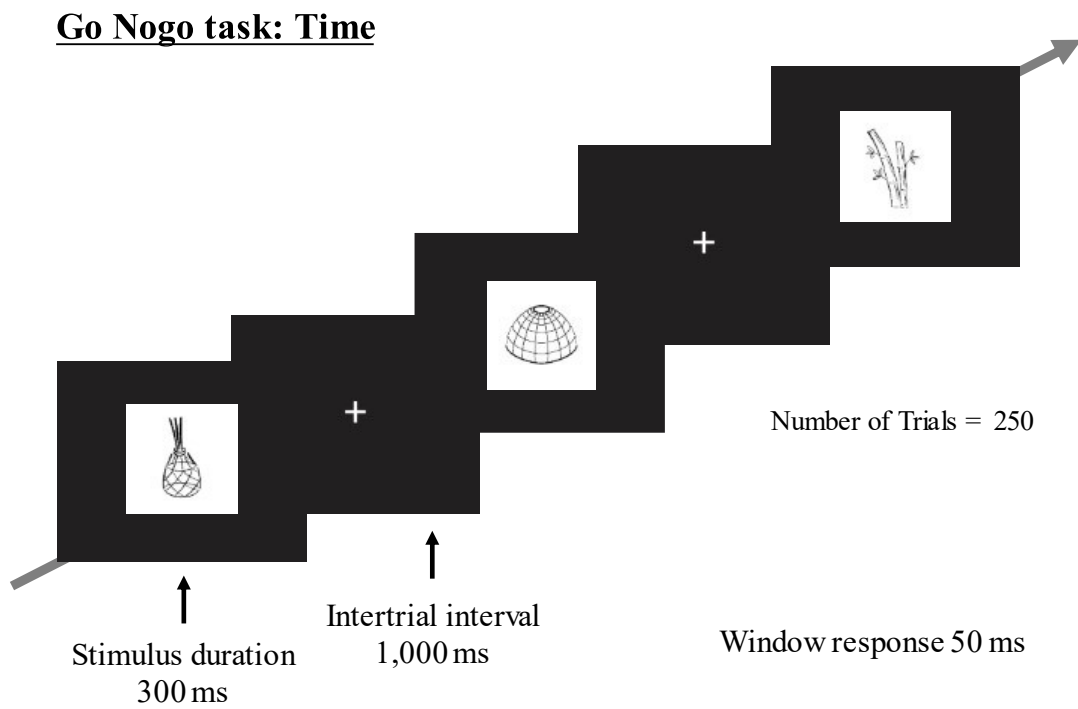 Go Nogo task: Time
Number of Trials = 250
Intertrial interval
1,000 ms
Window response 50 ms
Stimulus duration
300 ms